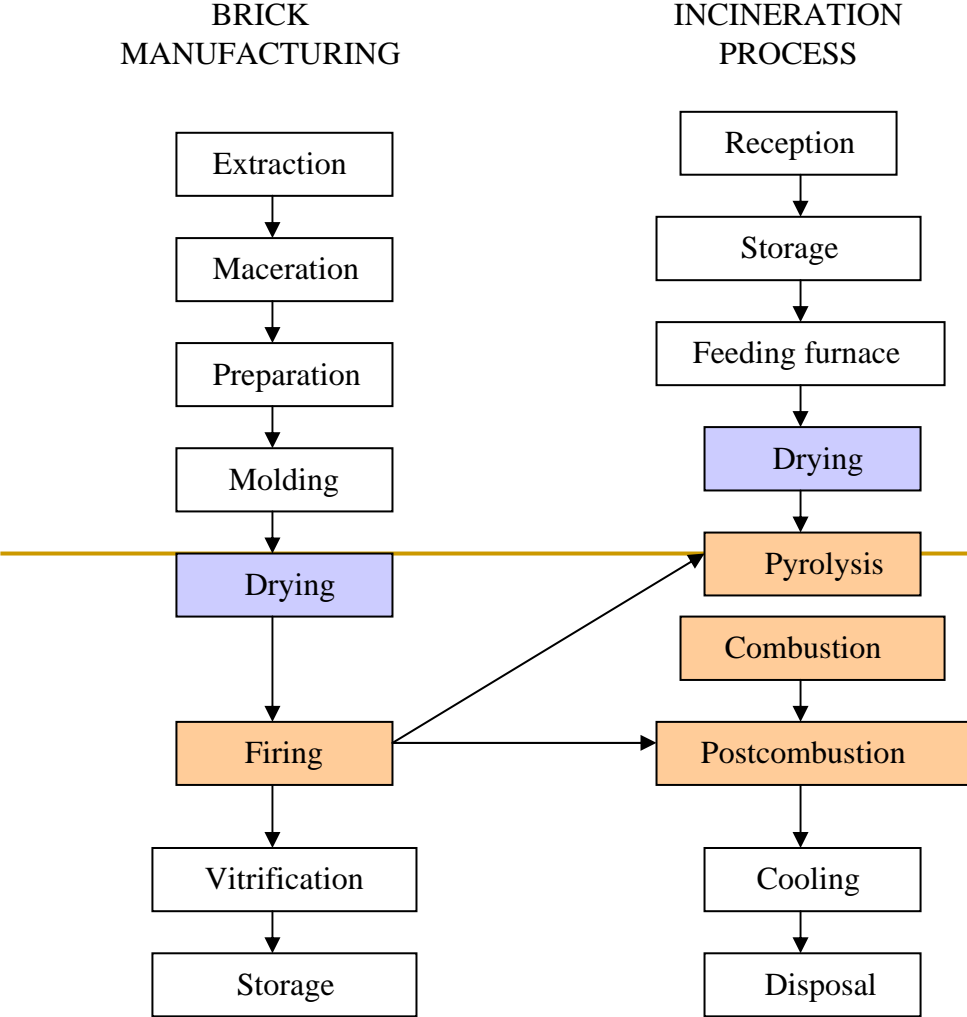 BRICK
MANUFACTURING
Extraction
Maceration
Preparation
Molding
Drying
Firing
Vitrification
Storage
INCINERATION
PROCESS
Reception
Storage
Feeding furnace
Drying
Pyrolysis
Combustion
Postcombustion
Cooling
Disposal